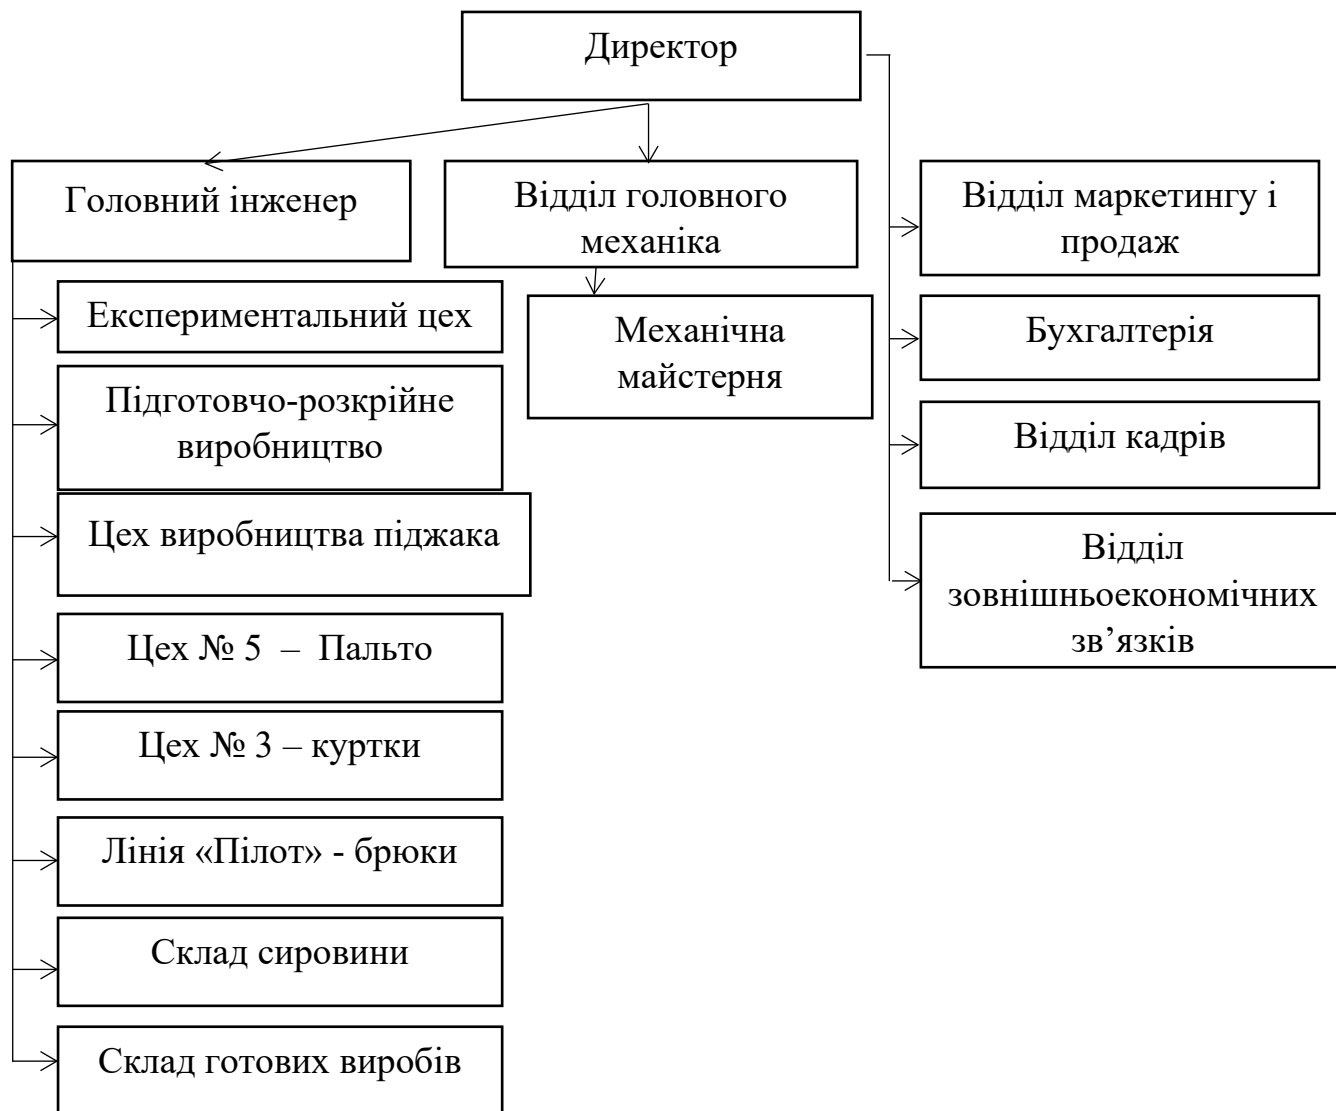 Директор
Головний інженер
Відділ головного
механіка
Відділ маркетингу і
продаж
Експериментальний цех
Механічна
майстерня
Бухгалтерія
Підготовчо-розкрійне
виробництво
Відділ кадрів
Цех виробництва піджака
Відділ
зовнішньоекономічних
зв’язків
Цех № 5 – Пальто
Цех № 3 – куртки
Лінія «Пілот» - брюки
Склад сировини
Склад готових виробів